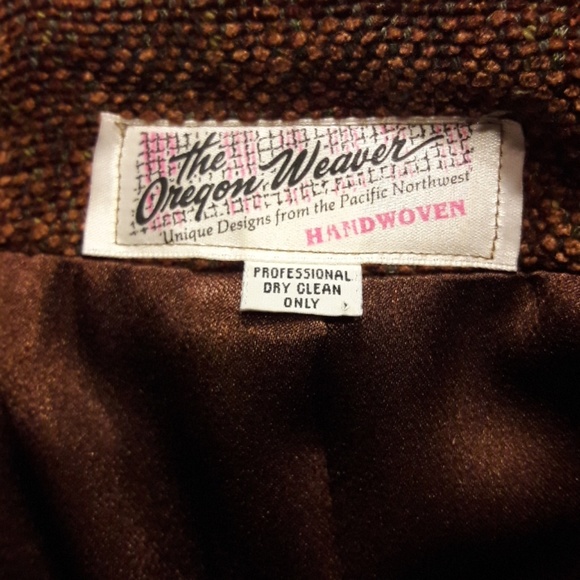 The
Oregon Weaver
Unique Designs from the Pacific Northwest
HANDWOVEN
PROFESSIONAL
DRY CLEAN
ONLY